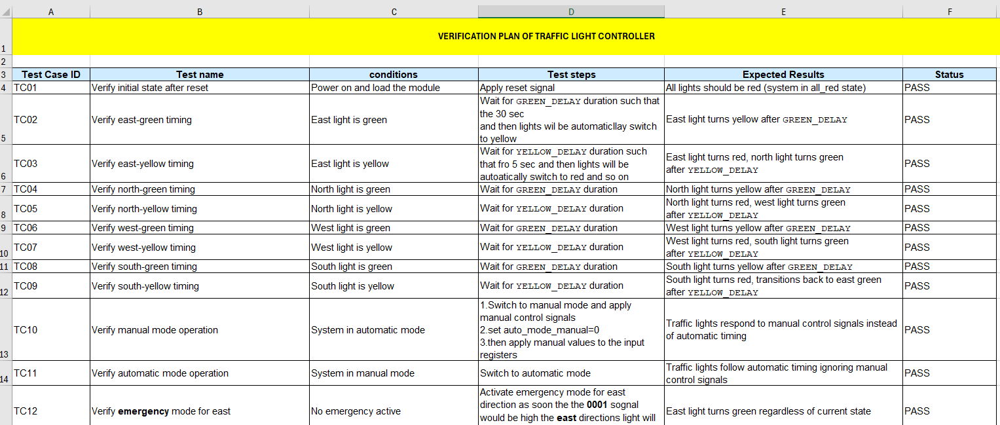 A B C D E F
1 VERIFICATION PLAN OF TRAFFIC LIGHT CONTROLLER
2
3 Test Case ID Test name conditions Test steps Expected Results Status
4 TC01 Verify initial state after reset Power on and load the module Apply reset signal All lights should be red (system in all_red state) PASS
Wait for GREEN_DELAY duration such that
the 30 sec
5 TC02 Verify east-green timing East light is green and then lights wil be automaticllay switch East light turns yellow after GREEN_DELAY PASS
to yellow
Wait for YELLOW_DELAY duration such East light turns red, north light turns green
6 TC03 Verify east-yellow timing East light is yellow that fro 5 sec and then lights will be after YELLOW_DELAY PASS
autoatically switch to red and so on
7 TC04 Verify north-green timing North light is green Wait for GREEN_DELAY duration North light turns yellow after GREEN_DELAY PASS
North light turns red, west light turns green
8 TC05 Verify north-yellow timing North light is yellow Wait for YELLOW_DELAY duration after YELLOW_DELAY PASS
9 TC06 Verify west-green timing West light is green Wait for GREEN_DELAY duration West light turns yellow after GREEN_DELAY PASS
West light turns red, south light turns green
10 TC07 Verify west-yellow timing West light is yellow Wait for YELLOW_DELAY duration after YELLOW_DELAY PASS
11 TC08 Verify south-green timing South light is green Wait for GREEN_DELAY duration South light turns yellow after GREEN_DELAY PASS
South light turns red, transitions back to east green
12 TC09 Verify south-yellow timing South light is yellow Wait for YELLOW_DELAY duration after YELLOW_DELAY PASS
1.Switch to manual mode and apply
manual control signals
13 TC10 Verify manual mode operation System in automatic mode 2.set auto_mode_manual=0 Traffic lights respond to manual control signals instead PASS
3.then apply manual values to the input of automatic timing
registers
Traffic lights follow automatic timing ignoring manual
14 TC11 Verify automatic mode operation System in manual mode Switch to automatic mode control signals PASS
Activate emergency mode for east
direction as soon the the 0001 sognal
TC12 Verify emergency mode for east No emergency active would be high the east directions light will East light turns green regardless of current state PASS